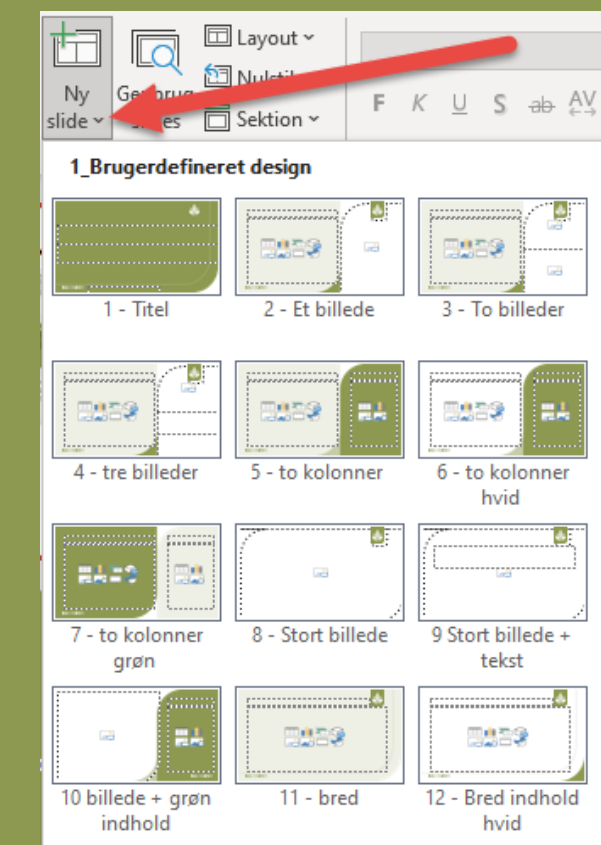 Layout
Ny
slide
Sektion
F K U S ab AV
1_Brugerdefineret design
1 - Titel
2 - Et billede
3 - To billeder
4 - tre billeder
5 - to kolonner
6 - to kolonner
hvid
7 - to kolonner
grøn
8 - Stort billede
9 Stort billede +
tekst
10 billede + grøn
indhold
11 - bred
12 - Bred indhold
hvid